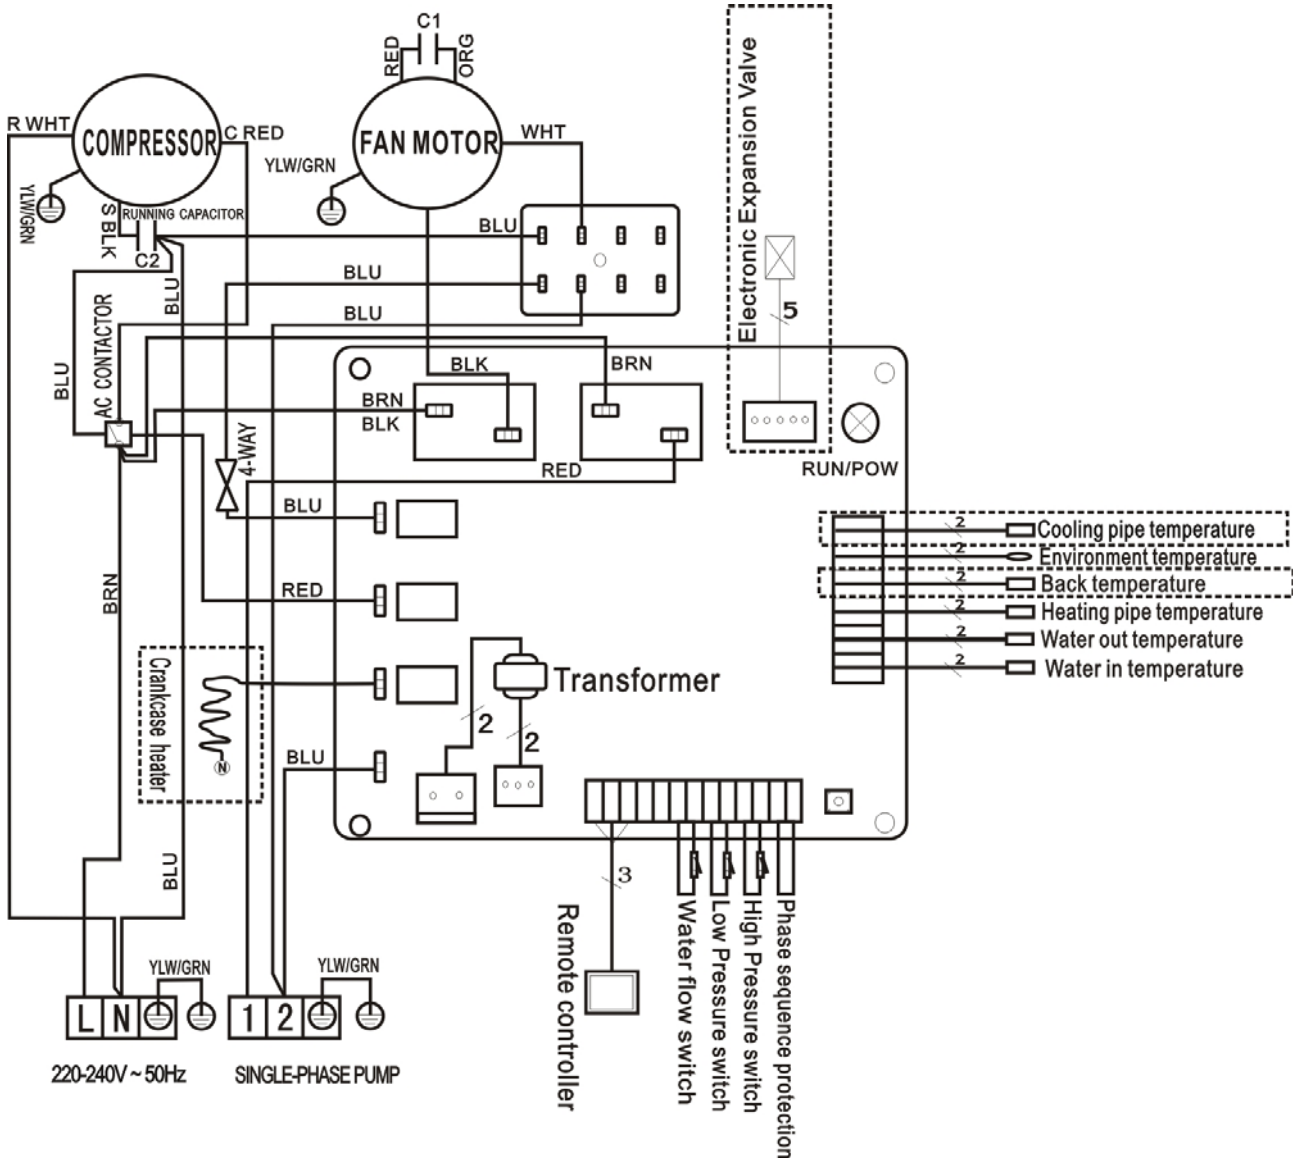 C1
RED
ORG
R WHT
COMPRESSOR
C RED
FAN MOTOR
WHT
YLW/GRN
YLW/GRN
S BLK
RUNNING CAPACITOR
C2
BLU
BLU
BLU
BLU
BLU
AC CONTACTOR
Electronic Expansion Valve
5
BLK
BRN
BRN
BLK
RED
RUN/POW
4-WAY
BLU
RED
BRN
Crankcase heater
N
BLU
Transformer
2
2
2
Cooling pipe temperature
2
Environment temperature
2
Back temperature
2
Heating pipe temperature
2
Water out temperature
2
Water in temperature
BLU
3
Remote controller
Water flow switch
Low Pressure switch
High Pressure switch
Phase sequence protection
YLW/GRN
YLW/GRN
L N
1 2
220-240V ~ 50Hz
SINGLE-PHASE PUMP